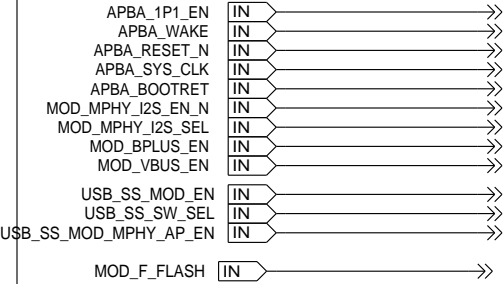 APBA_1P1_EN IN
APBA_WAKE IN
APBA_RESET_N IN
APBA_SYS_CLK IN
APBA_BOOTRET IN
MOD_MPHY_I2S_EN_N IN
MOD_MPHY_I2S_SEL IN
MOD_BPLUS_EN IN
MOD_VBUS_EN IN
USB_SS_MOD_EN IN
USB_SS_SW_SEL IN
USB_SS_MOD_MPHY_AP_EN IN
MOD_F_FLASH IN